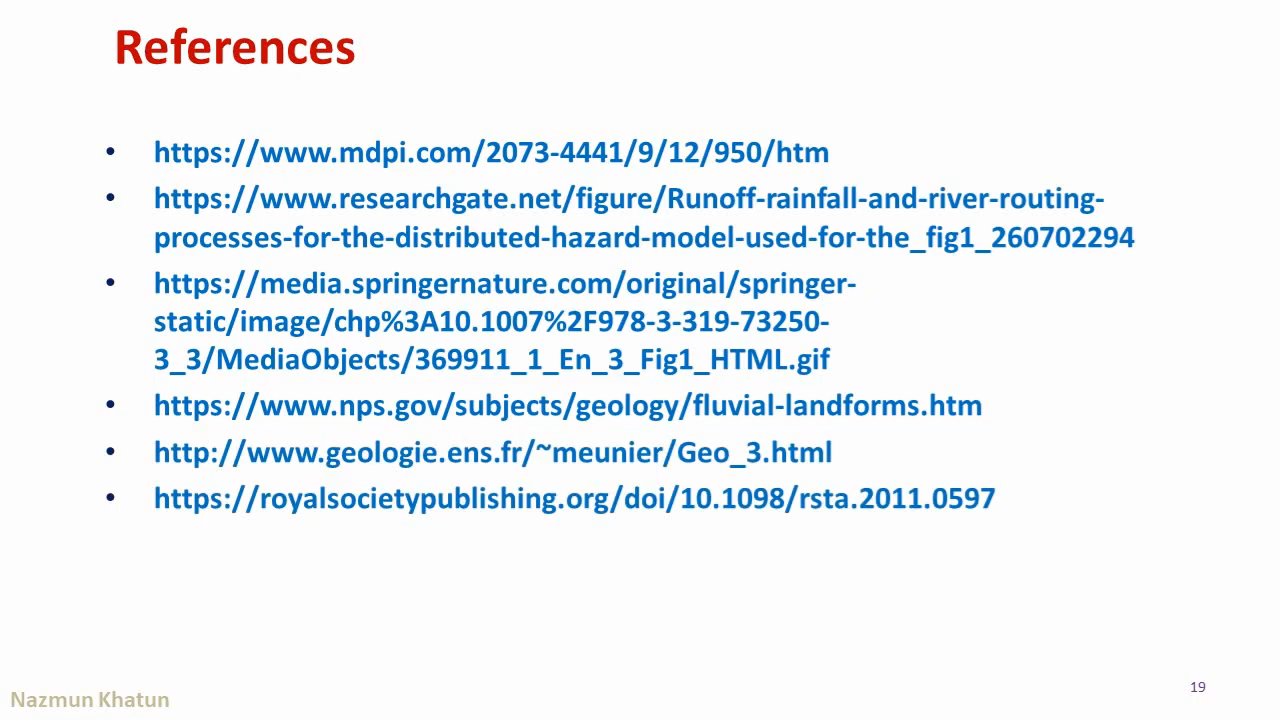 References
• https://www.mdpi.com/2073-4441/9/12/950/htm
• https://www.researchgate.net/figure/Runoff-rainfall-and-river-routing-
processes-for-the-distributed-hazard-model-used-for-the_fig1_260702294
• https://media.springernature.com/original/springer-
static/image/chp%3A10.1007%2F978-3-319-73250-
3_3/MediaObjects/369911_1_En_3_Fig1_HTML.gif
• https://www.nps.gov/subjects/geology/fluvial-landforms.htm
• http://www.geologie.ens.fr/~meunier/Geo_3.html
• https://royalsocietypublishing.org/doi/10.1098/rsta.2011.0597
Nazmun Khatun
19